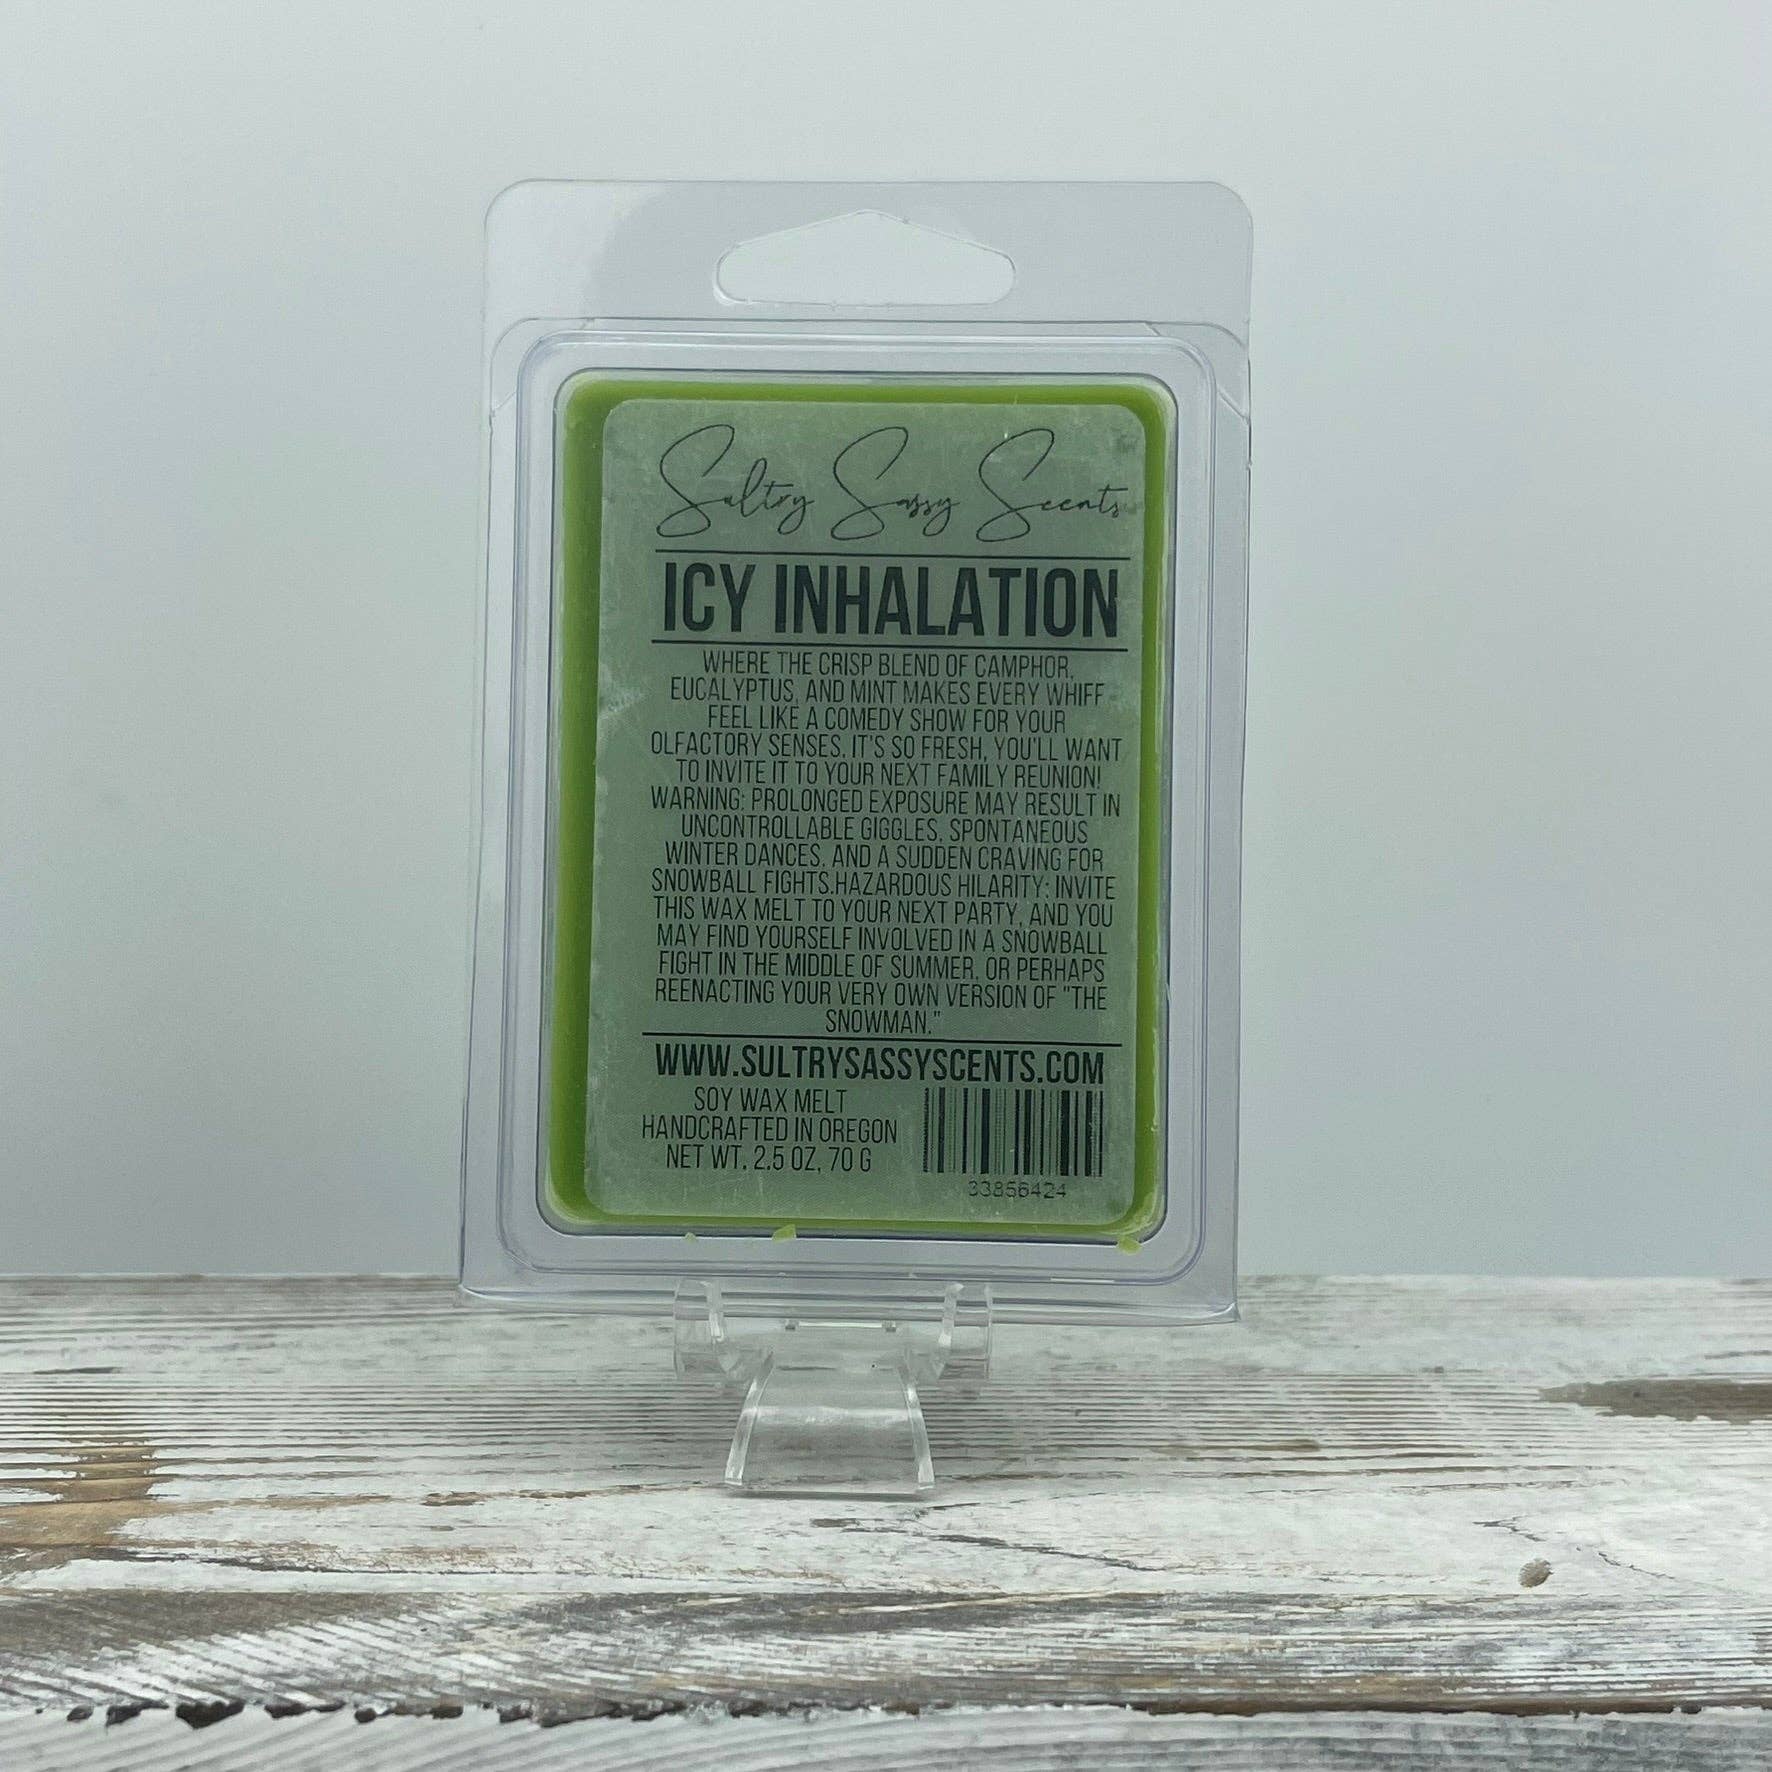 Sultry Sassy Scents
ICY INHALATION
WHERE THE CRISP BLEND OF CAMPHOR,
EUCALYPTUS, AND MINT MAKES EVERY WHIFF
FEEL LIKE A COMEDY SHOW FOR YOUR
OLFACTORY SENSES. IT'S SO FRESH, YOU'LL WANT
TO INVITE IT TO YOUR NEXT FAMILY REUNION!
WARNING: PROLONGED EXPOSURE MAY RESULT IN
UNCONTROLLABLE GIGGLES, SPONTANEOUS
WINTER DANCES, AND A SUDDEN CRAVING FOR
SNOWBALL FIGHTS.HAZARDOUS HILARITY: INVITE
THIS WAX MELT TO YOUR NEXT PARTY, AND YOU
MAY FIND YOURSELF INVOLVED IN A SNOWBALL
FIGHT IN THE MIDDLE OF SUMMER, OR PERHAPS
REENACTING YOUR VERY OWN VERSION OF "THE
SNOWMAN."
WWW.SULTRYSASSYSCENTS.COM
SOY WAX MELT
HANDCRAFTED IN OREGON
NET WT. 2.5 OZ, 70 G
33856424